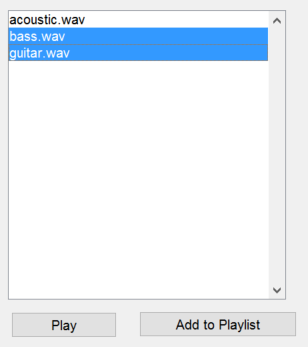 acoustic.wav
bass.wav
guitar.wav
Play
Add to Playlist